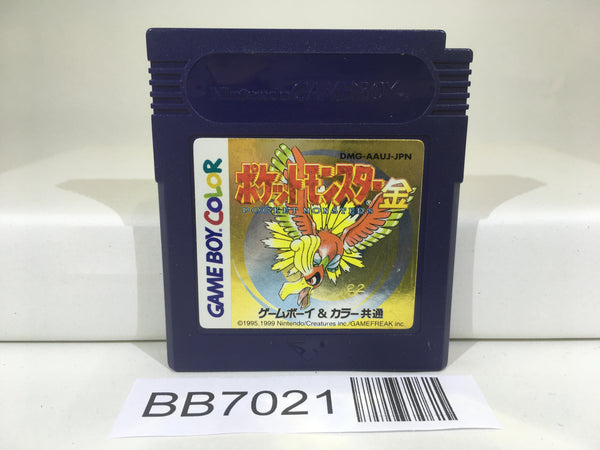 Nintendo GAME BOY
DMG-AAUJ-JPN
ポケットモンスター金
POCKET MONSTERS
GAME BOY COLOR
22
ゲームボーイ & カラー共通
©1995,1999 Nintendo/Creatures inc./GAMEFREAK inc.
BB7021